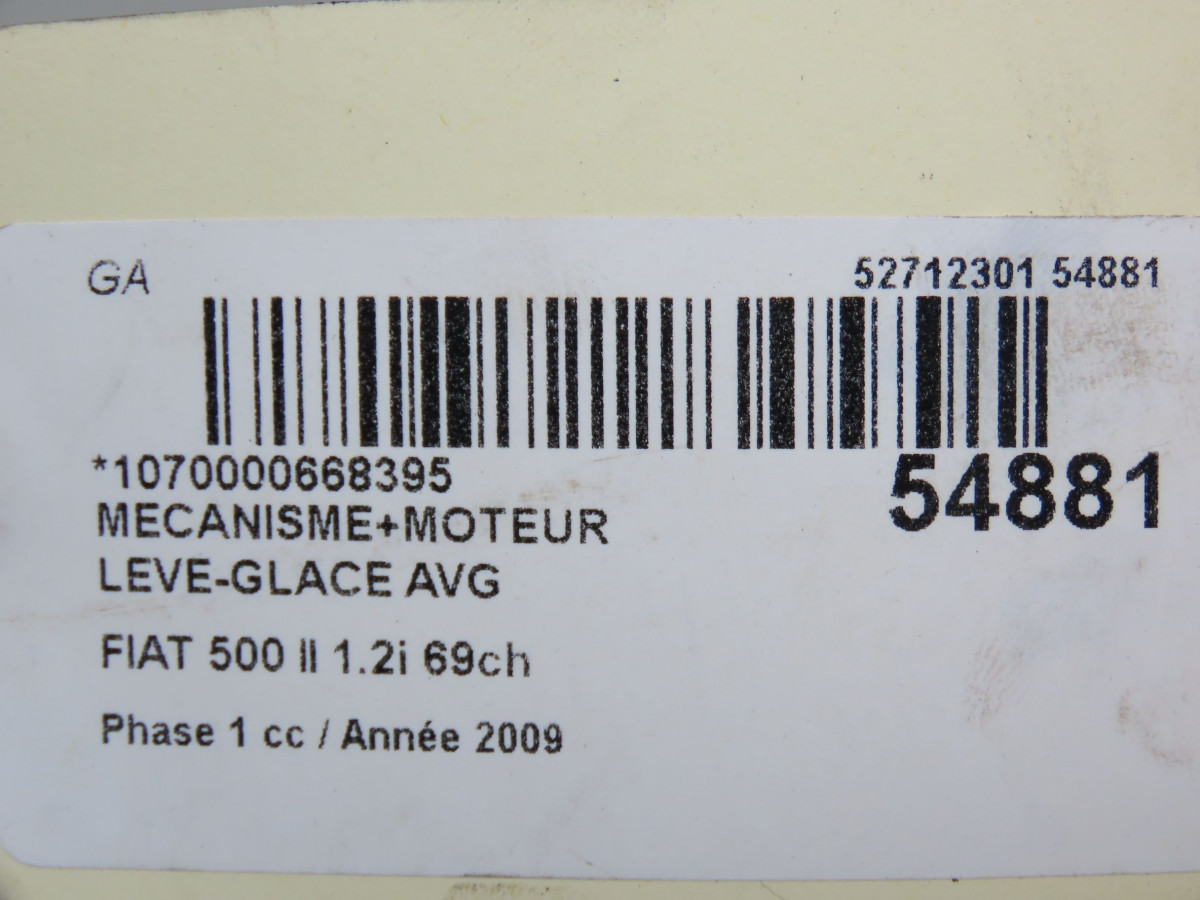 GA
52712301 54881
*1070000668395
54881
MECANISME+MOTEUR
LEVE-GLACE AVG
FIAT 500 II 1.2i 69ch
Phase 1 cc / Année 2009